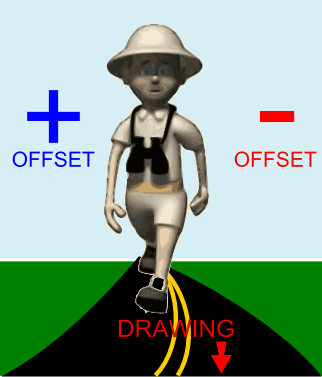 + -
OFFSET OFFSET
DRAWING